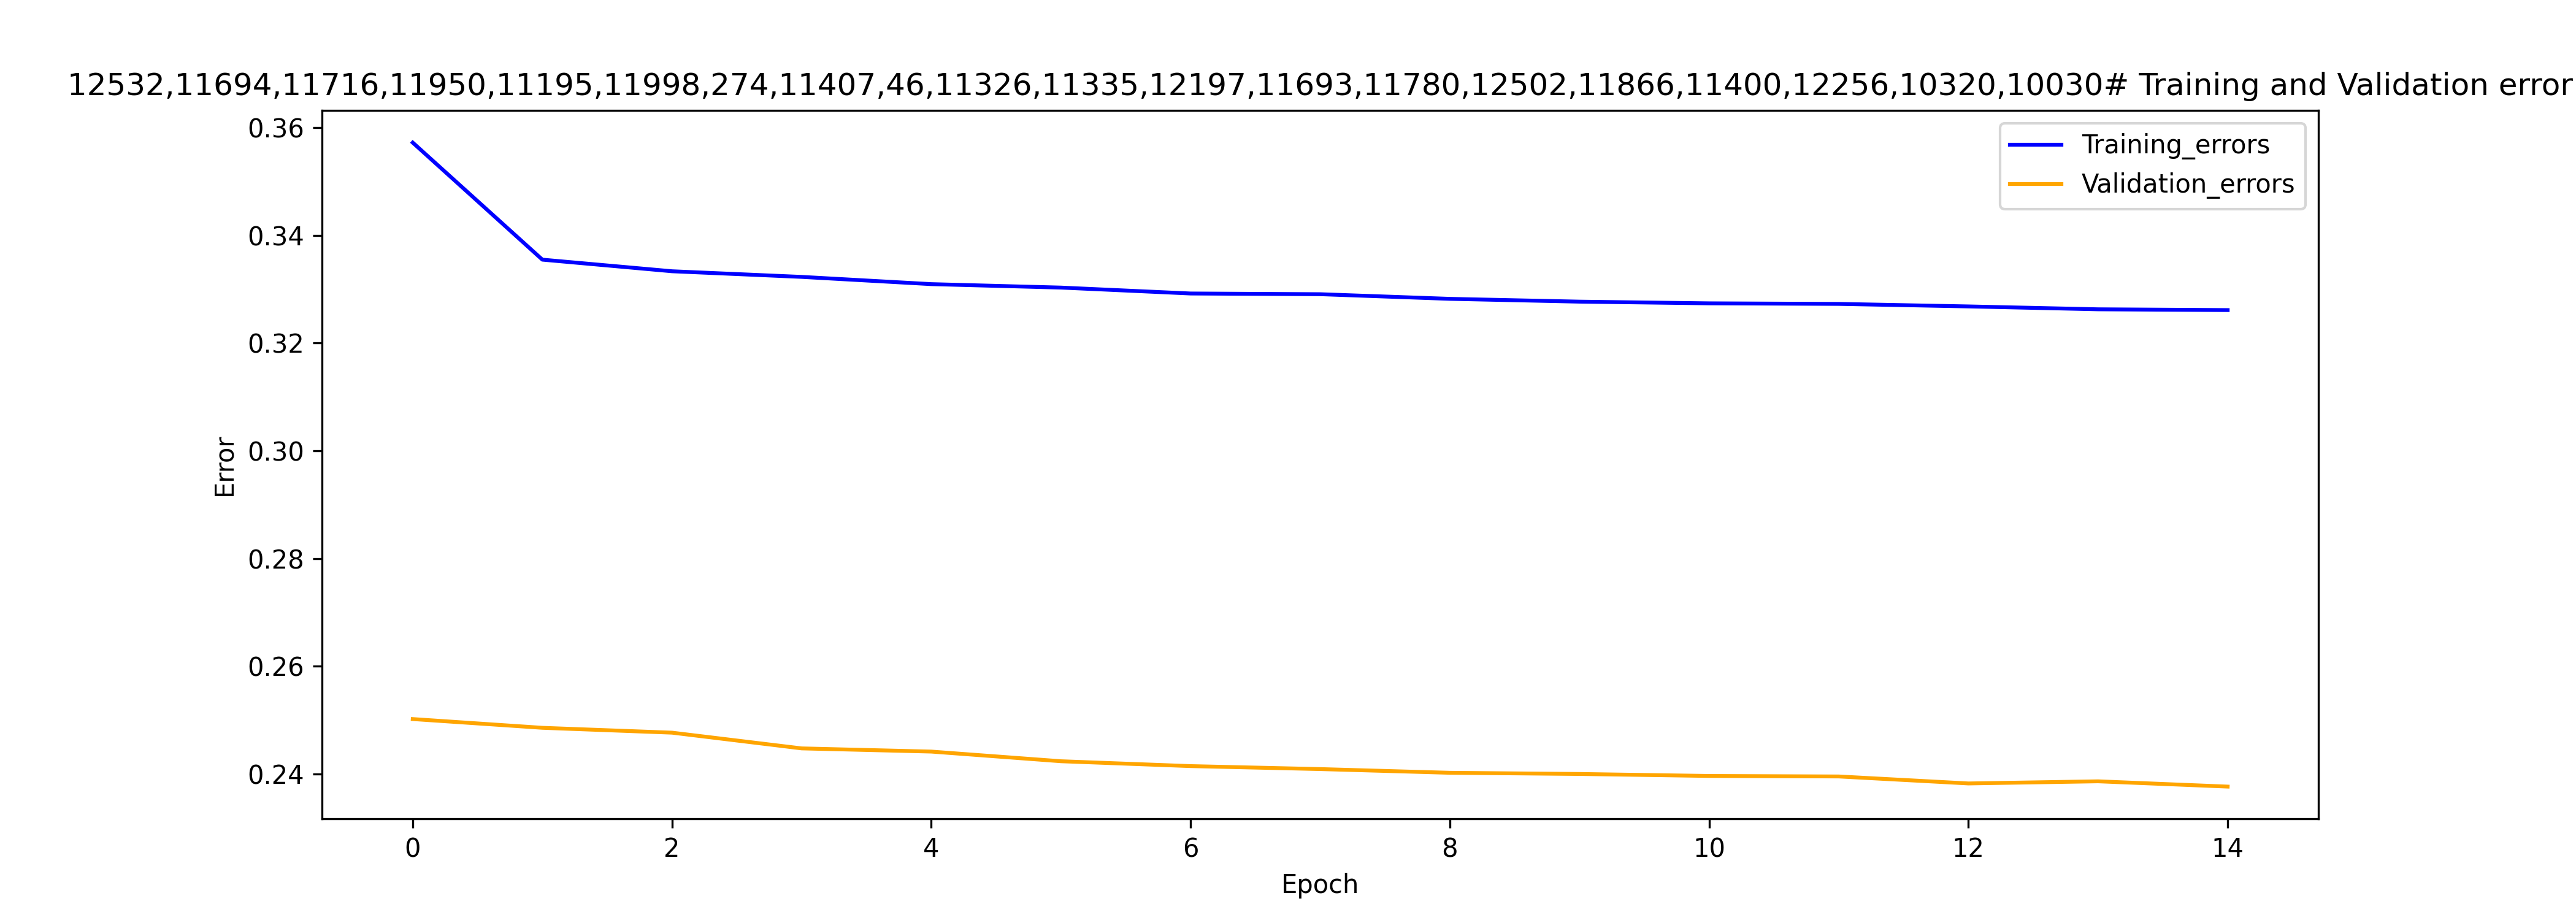 12532,11694,11716,11950,11195,11998,274,11407,46,11326,11335,12197,11693,11780,12502,11866,11400,12256,10320,10030# Training and Validation error
0.36
0.34
0.32
0.30
0.28
0.26
0.24
Error
Training_errors
Validation_errors
0 2 4 6 8 10 12 14
Epoch